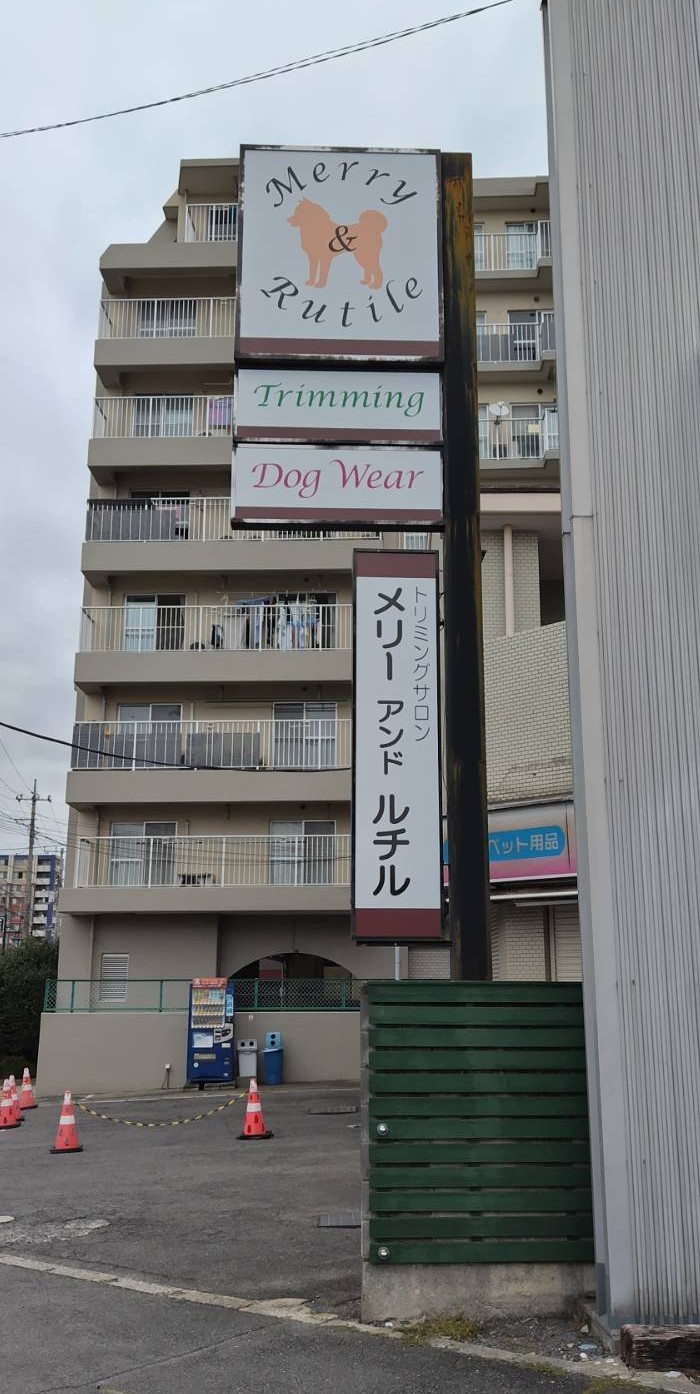 Merry
&
Rutile
Trimming
Dog Wear
トリミングサロン
メリー アンド ルチル
ペット用品